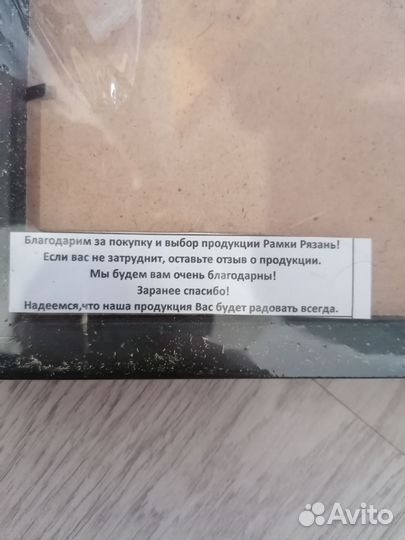 Благодарим за покупку и выбор продукции Рамки Рязань!
Если вас не затруднит, оставьте отзыв о продукции.
Мы будем вам очень благодарны!
Заранее спасибо!
Надеемся,что наша продукция Вас будет радовать всегда.
Avito